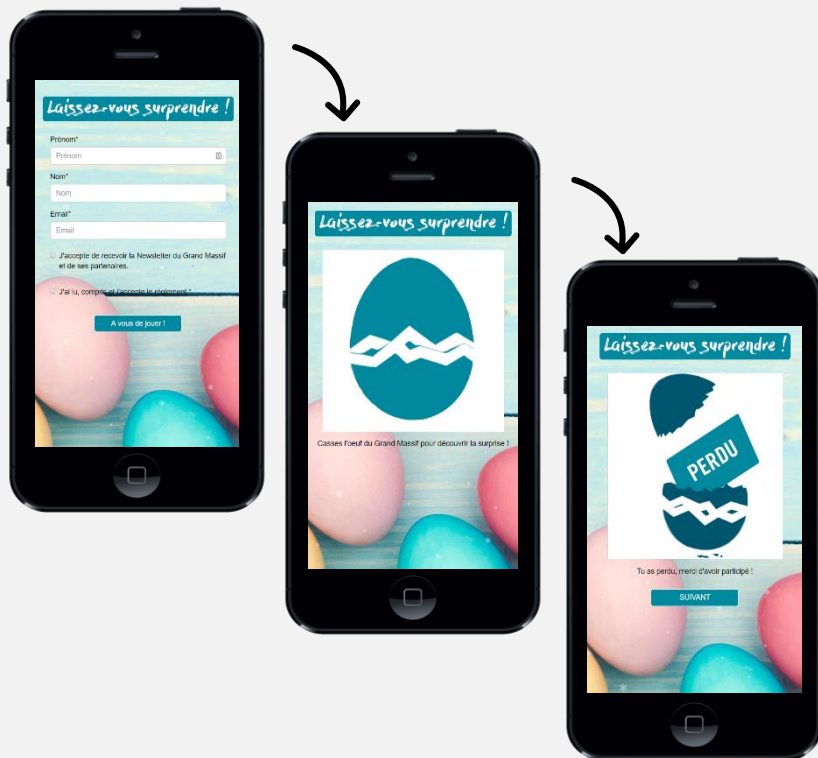 Laissez-vous surprendre !
Prénom*
Prénom
Nom*
Nom
Email*
Email
J'accepte de recevoir la Newsletter du Grand Massif
et de ses partenaires.
J'ai lu, compris et j'accepte le règlement *
A vous de jouer !
Laissez-vous surprendre !
Casses l'oeuf du Grand Massif pour découvrir la surprise !
Laissez-vous surprendre !
PERDU
Tu as perdu, merci d'avoir participé !
SUIVANT